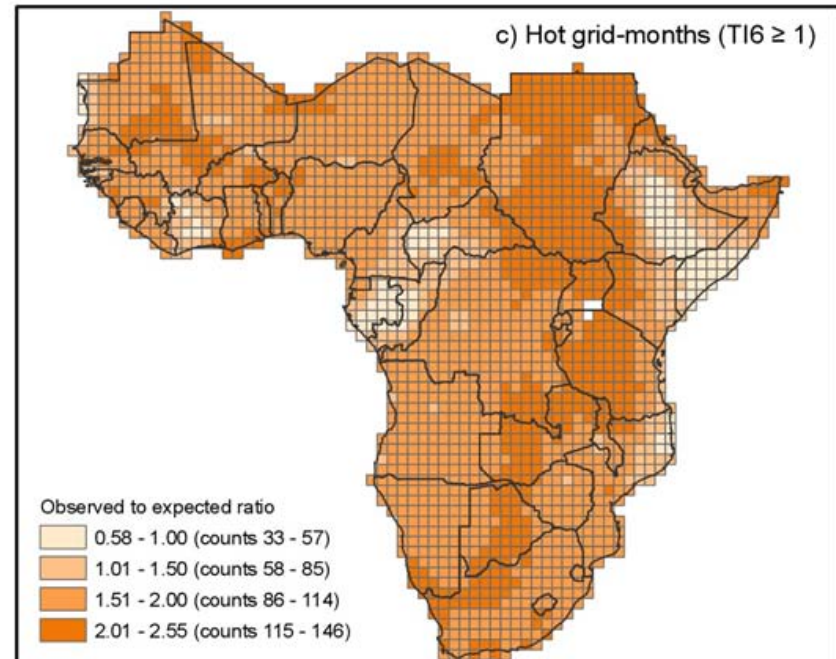 c) Hot grid-months (TI6 ≥ 1)
Observed to expected ratio
0.58 - 1.00 (counts 33 - 57)
1.01 - 1.50 (counts 58 - 85)
1.51 - 2.00 (counts 86 - 114)
2.01 - 2.55 (counts 115 - 146)